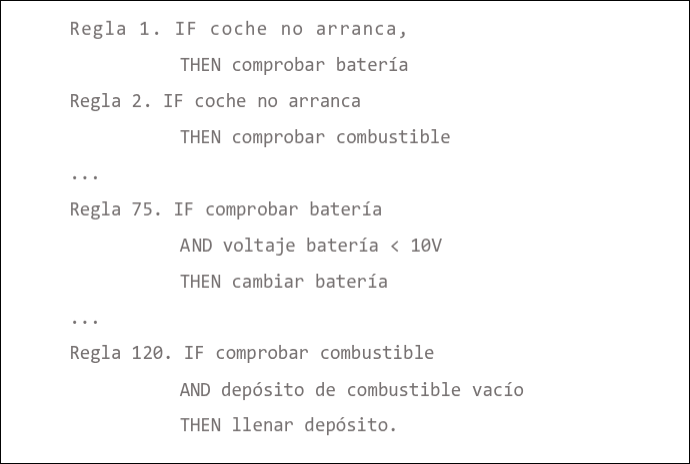 Regla 1. IF coche no arranca,
THEN comprobar batería
Regla 2. IF coche no arranca
THEN comprobar combustible
...
Regla 75. IF comprobar batería
AND voltaje batería < 10V
THEN cambiar batería
...
Regla 120. IF comprobar combustible
AND depósito de combustible vacío
THEN llenar depósito.